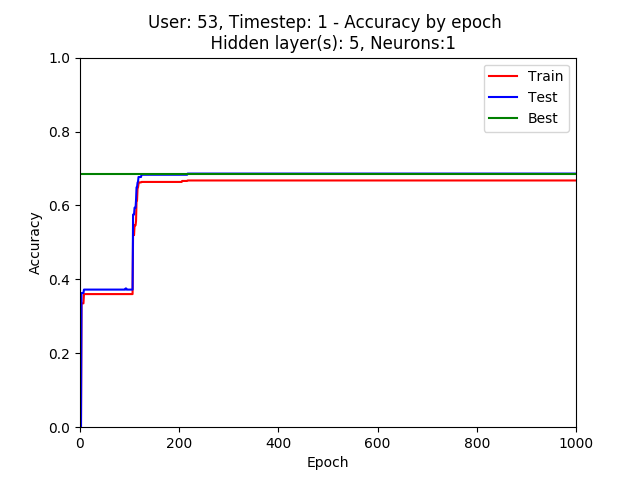 User: 53, Timestep: 1 - Accuracy by epoch
Hidden layer(s): 5, Neurons:1
1.0
0.8
0.6
0.4
0.2
0.0
Accuracy
Train
Test
Best
0 200 400 600 800 1000
Epoch